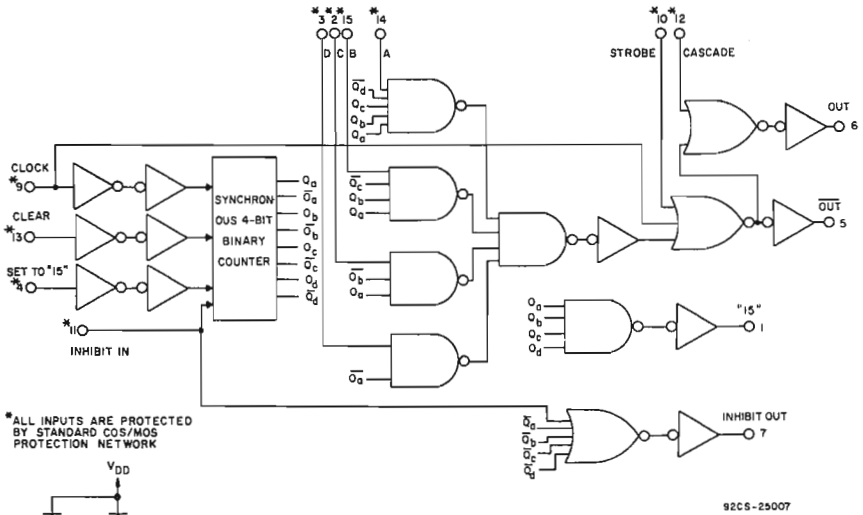 *3 *2 *15 *14 *10 *12
D C B A STROBE CASCADE
Q̅d
Qc
Qb
Qa
OUT
6
CLOCK
*9
Q̅c
Qb
Qa
SYNCHRON-
OUS 4-BIT
BINARY
COUNTER
Qa
Q̅a
Qb
Q̅b
Qc
Q̅c
Qd
Q̅d
CLEAR
*13
O̅U̅T̅
5
SET TO "15"
*4
Q̅b
Qa
Qa
Qb
Qc
Qd
"15"
1
*11
INHIBIT IN
Q̅a
*ALL INPUTS ARE PROTECTED
BY STANDARD COS/MOS
PROTECTION NETWORK
Q̅a
Q̅b
Q̅c
Q̅d
INHIBIT OUT
7
VDD
92CS-25007